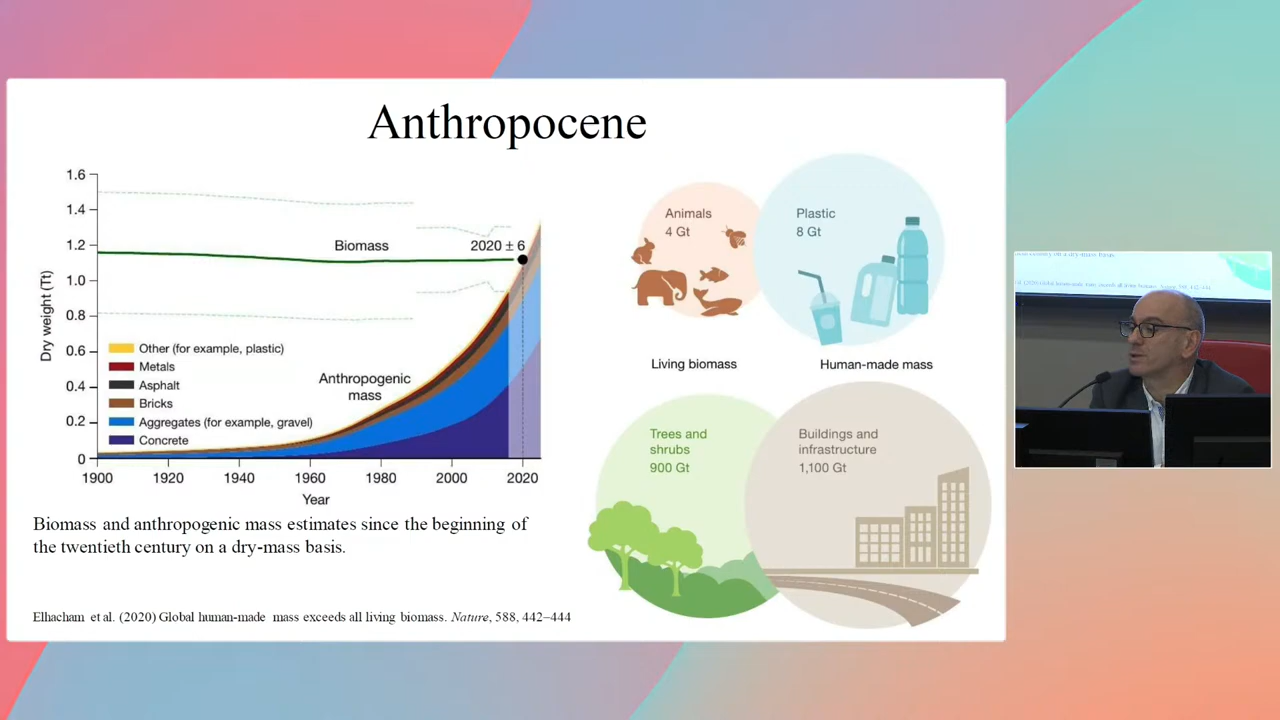 Anthropocene
1.6
1.4
1.2
1.0
0.8
0.6
0.4
0.2
0
Dry weight (Tt)
Biomass
2020 ± 6
Anthropogenic
mass
Other (for example, plastic)
Metals
Asphalt
Bricks
Aggregates (for example, gravel)
Concrete
1900
1920
1940
1960
1980
2000
2020
Year
Biomass and anthropogenic mass estimates since the beginning of
the twentieth century on a dry-mass basis.
Elhacham et al. (2020) Global human-made mass exceeds all living biomass. Nature, 588, 442–444
Animals
4 Gt
Plastic
8 Gt
Living biomass
Human-made mass
Trees and
shrubs
900 Gt
Buildings and
infrastructure
1,100 Gt